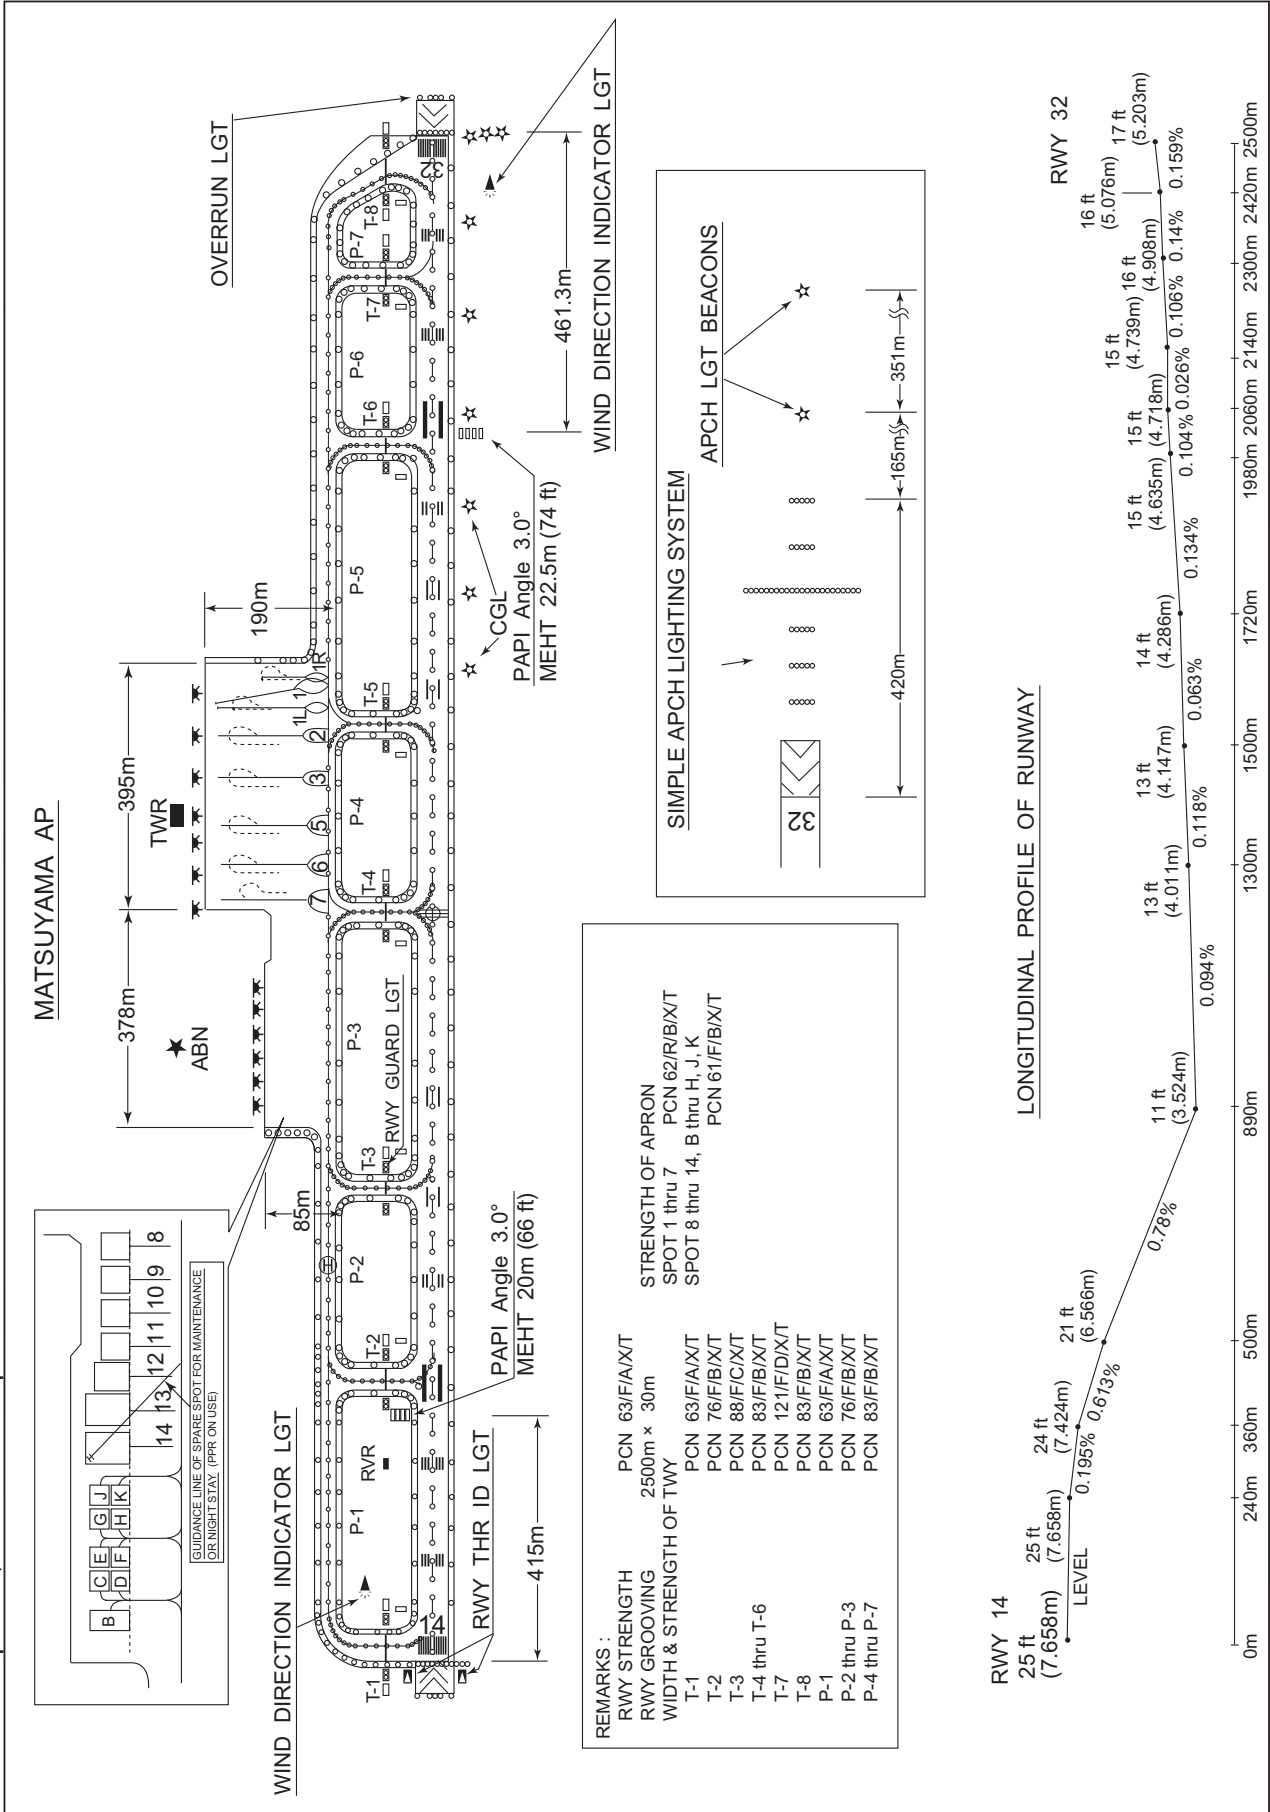 MATSUYAMA AP
378m
395m
TWR
ABN
OVERRUN LGT
190m
85m
8
9
10
11
12
13
14
B
C
D
E
F
G
H
J
K
GUIDANCE LINE OF SPARE SPOT FOR MAINTENANCE
OR NIGHT STAY (PPR ON USE)
7
6
5
3
2
1L
1
1R
H
P-1
P-2
P-3
P-4
P-5
P-6
P-7
RVR
T-1
T-2
T-3
T-4
T-5
T-6
T-7
T-8
RWY GUARD LGT
14
32
WIND DIRECTION INDICATOR LGT
RWY THR ID LGT
415m
PAPI Angle 3.0°
MEHT 20m (66 ft)
CGL
PAPI Angle 3.0°
MEHT 22.5m (74 ft)
461.3m
WIND DIRECTION INDICATOR LGT
REMARKS :
RWY STRENGTH PCN 63/F/A/X/T
RWY GROOVING 2500m × 30m
WIDTH & STRENGTH OF TWY
T-1 PCN 63/F/A/X/T
T-2 PCN 76/F/B/X/T
T-3 PCN 88/F/C/X/T
T-4 thru T-6 PCN 83/F/B/X/T
T-7 PCN 121/F/D/X/T
T-8 PCN 83/F/B/X/T
P-1 PCN 63/F/A/X/T
P-2 thru P-3 PCN 76/F/B/X/T
P-4 thru P-7 PCN 83/F/B/X/T
STRENGTH OF APRON
SPOT 1 thru 7 PCN 62/R/B/X/T
SPOT 8 thru 14, B thru H, J, K
PCN 61/F/B/X/T
SIMPLE APCH LIGHTING SYSTEM
APCH LGT BEACONS
32
420m
165m
351m
LONGITUDINAL PROFILE OF RUNWAY
RWY 14
25 ft
(7.658m)
LEVEL
25 ft
(7.658m)
0.195%
24 ft
(7.424m)
0.613%
21 ft
(6.566m)
0.78%
11 ft
(3.524m)
0.094%
13 ft
(4.011m)
0.118%
13 ft
(4.147m)
0.063%
14 ft
(4.286m)
0.134%
15 ft
(4.635m)
0.104%
15 ft
(4.718m)
0.026%
15 ft
(4.739m)
0.106%
16 ft
(4.908m)
0.14%
16 ft
(5.076m)
0.159%
17 ft
(5.203m)
RWY 32
0m
240m
360m
500m
890m
1300m
1500m
1720m
1980m
2060m
2140m
2300m
2420m
2500m